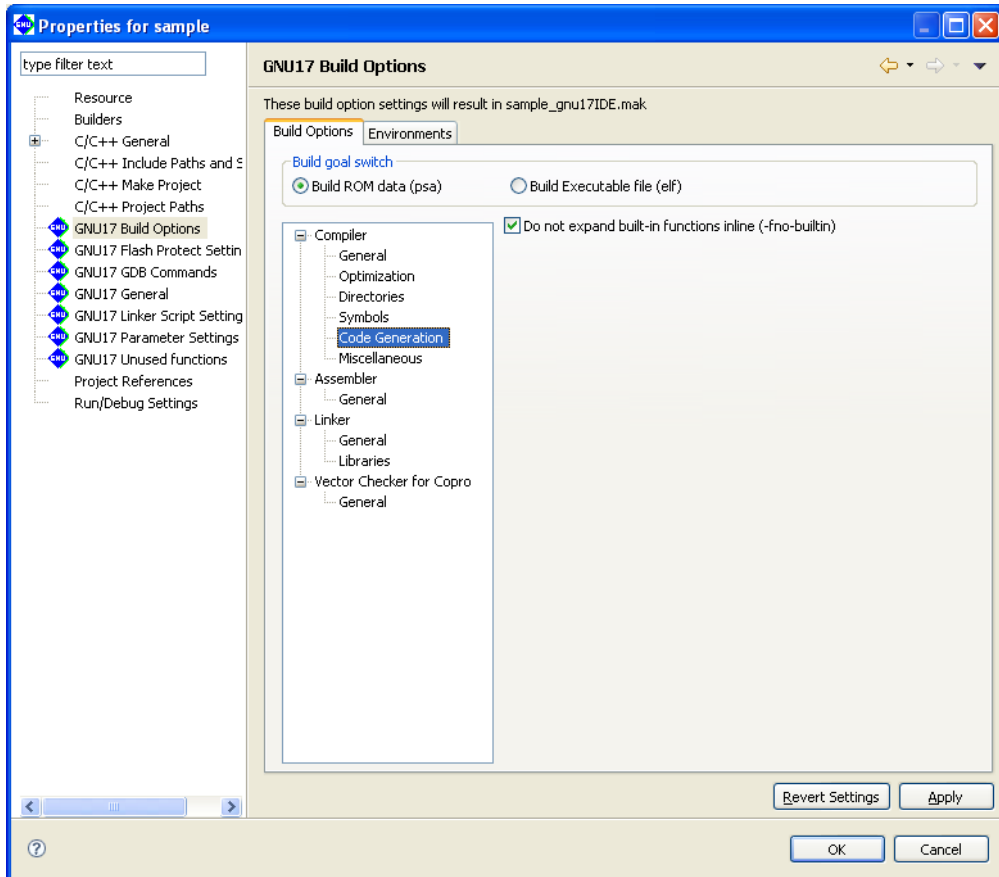 Properties for sample
type filter text
Resource
Builders
C/C++ General
C/C++ Include Paths and S
C/C++ Make Project
C/C++ Project Paths
GNU17 Build Options
GNU17 Flash Protect Settin
GNU17 GDB Commands
GNU17 General
GNU17 Linker Script Setting
GNU17 Parameter Settings
GNU17 Unused functions
Project References
Run/Debug Settings
GNU17 Build Options
These build option settings will result in sample_gnu17IDE.mak
Build Options Environments
Build goal switch
Build ROM data (psa) Build Executable file (elf)
Compiler
General
Optimization
Directories
Symbols
Code Generation
Miscellaneous
Assembler
General
Linker
General
Libraries
Vector Checker for Copro
General
Do not expand built-in functions inline (-fno-builtin)
Revert Settings Apply
OK Cancel